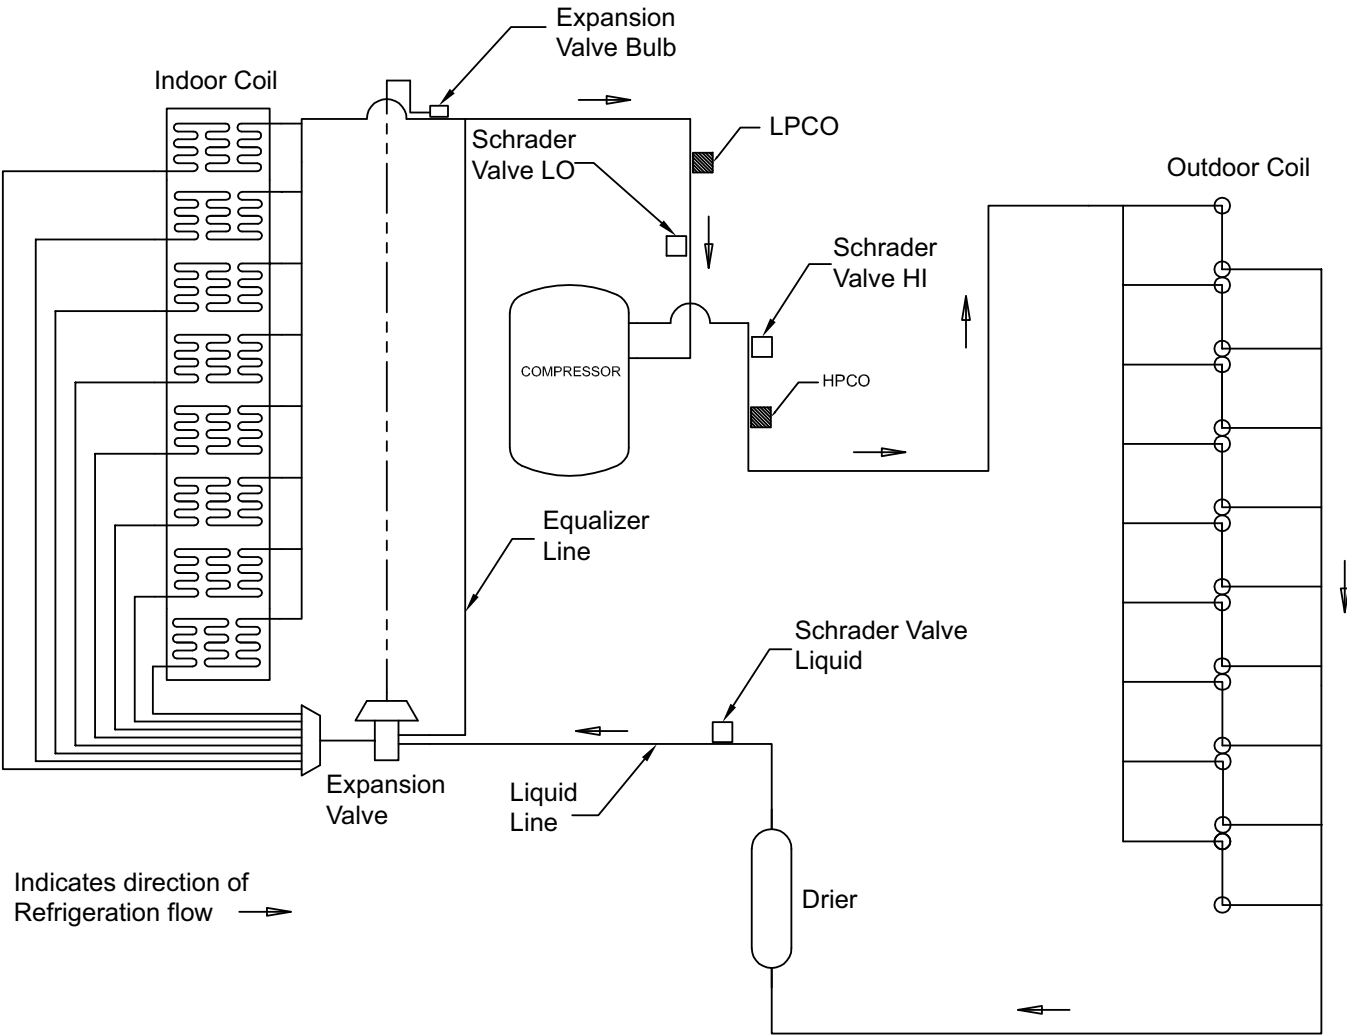 Expansion
Valve Bulb
Indoor Coil
LPCO
Schrader
Valve LO
Outdoor Coil
Schrader
Valve HI
COMPRESSOR
HPCO
Equalizer
Line
Schrader Valve
Liquid
Expansion
Valve
Liquid
Line
Indicates direction of
Refrigeration flow
Drier